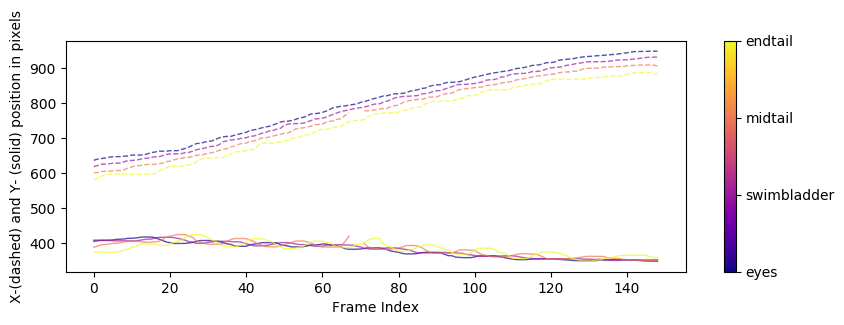 X-(dashed) and Y- (solid) position in pixels
900
800
700
600
500
400
0 20 40 60 80 100 120 140
Frame Index
endtail
midtail
swimbladder
eyes